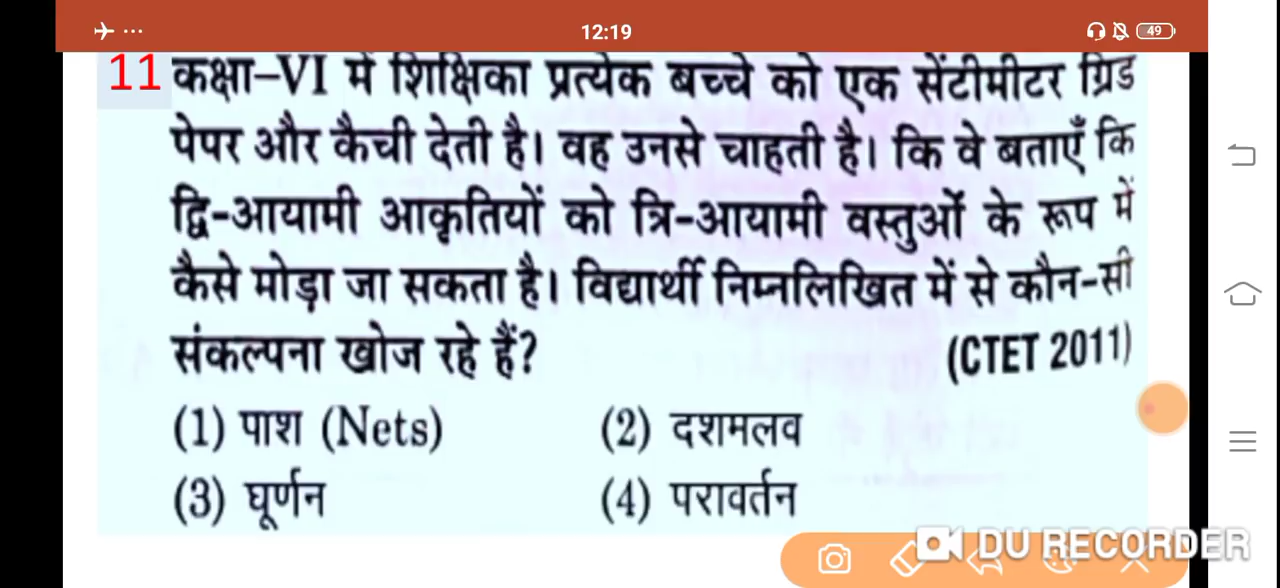 12:19
49
11 कक्षा–VI में शिक्षिका प्रत्येक बच्चे को एक सेंटीमीटर ग्रिड
पेपर और कैची देती है। वह उनसे चाहती है। कि वे बताएँ कि
द्वि-आयामी आकृतियों को त्रि-आयामी वस्तुओं के रूप में
कैसे मोड़ा जा सकता है। विद्यार्थी निम्नलिखित में से कौन-सी
संकल्पना खोज रहे हैं? (CTET 2011)
(1) पाश (Nets) (2) दशमलव
(3) घूर्णन (4) परावर्तन
DU RECORDER